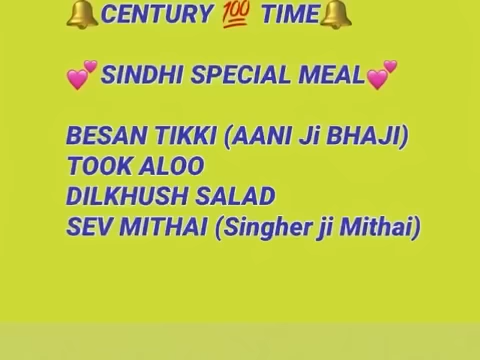 🔔CENTURY 💯 TIME🔔
💕SINDHI SPECIAL MEAL💕
BESAN TIKKI (AANI Ji BHAJI)
TOOK ALOO
DILKHUSH SALAD
SEV MITHAI (Singher ji Mithai)